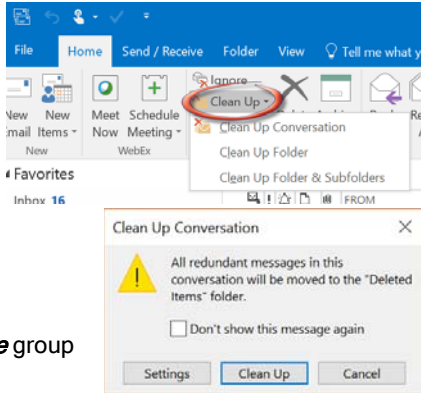 File Home Send / Receive Folder View Tell me what y
Ignore
Clean Up
New New Meet Schedule
Email Items Now Meeting
New WebEx
Clean Up Conversation
Clean Up Folder
Clean Up Folder & Subfolders
Favorites
Inbox 16
FROM
Clean Up Conversation
All redundant messages in this
conversation will be moved to the "Deleted
Items" folder.
Don't show this message again
Settings Clean Up Cancel
e group